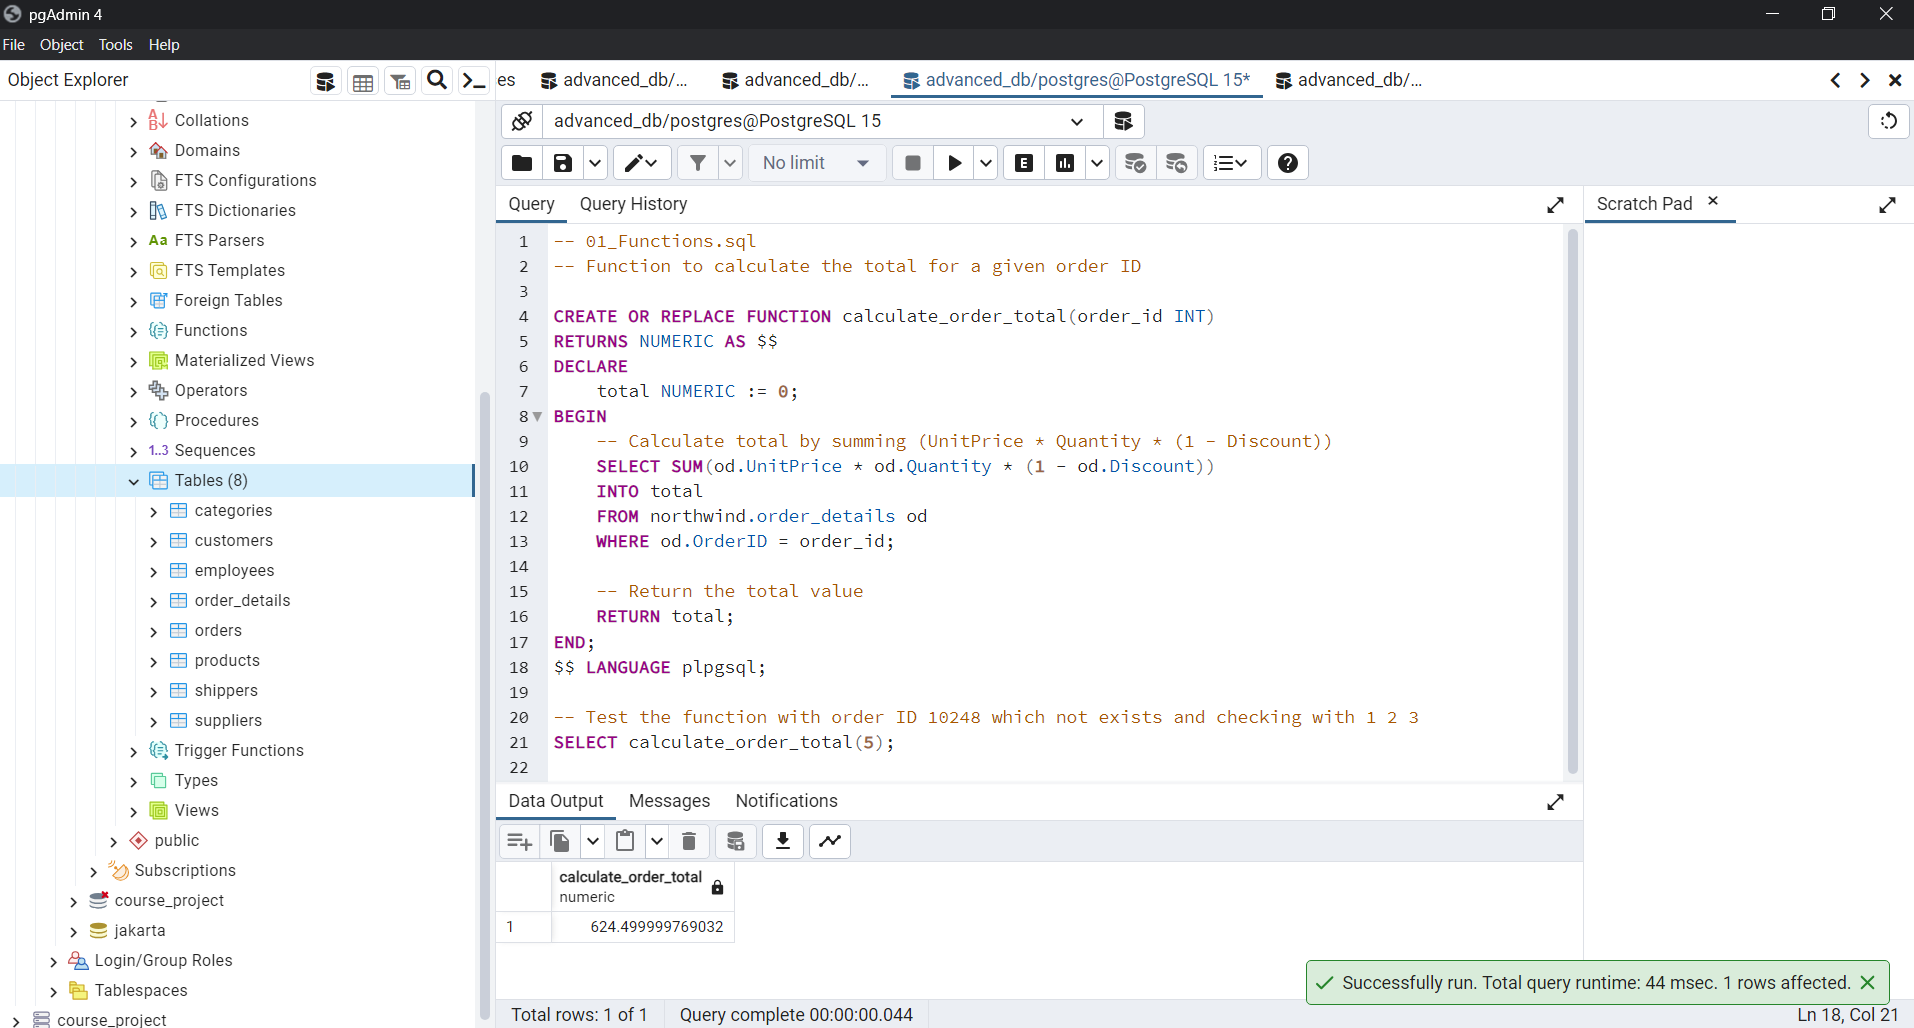 pgAdmin 4
File Object Tools Help
Object Explorer
es advanced_db/... advanced_db/... advanced_db/postgres@PostgreSQL 15* advanced_db/...
advanced_db/postgres@PostgreSQL 15
No limit
Collations
Domains
FTS Configurations
FTS Dictionaries
Aa FTS Parsers
FTS Templates
Foreign Tables
Functions
Materialized Views
Operators
Procedures
1..3 Sequences
Tables (8)
categories
customers
employees
order_details
orders
products
shippers
suppliers
Trigger Functions
Types
Views
public
Subscriptions
course_project
jakarta
Login/Group Roles
Tablespaces
course_project
Query Query History
Scratch Pad
1 -- 01_Functions.sql
2 -- Function to calculate the total for a given order ID
3
4 CREATE OR REPLACE FUNCTION calculate_order_total(order_id INT)
5 RETURNS NUMERIC AS $$
6 DECLARE
7 total NUMERIC := 0;
8 BEGIN
9 -- Calculate total by summing (UnitPrice * Quantity * (1 - Discount))
10 SELECT SUM(od.UnitPrice * od.Quantity * (1 - od.Discount))
11 INTO total
12 FROM northwind.order_details od
13 WHERE od.OrderID = order_id;
14
15 -- Return the total value
16 RETURN total;
17 END;
18 $$ LANGUAGE plpgsql;
19
20 -- Test the function with order ID 10248 which not exists and checking with 1 2 3
21 SELECT calculate_order_total(5);
22
Data Output Messages Notifications
calculate_order_total
numeric
1 624.499999769032
Successfully run. Total query runtime: 44 msec. 1 rows affected.
Total rows: 1 of 1 Query complete 00:00:00.044 Ln 18, Col 21